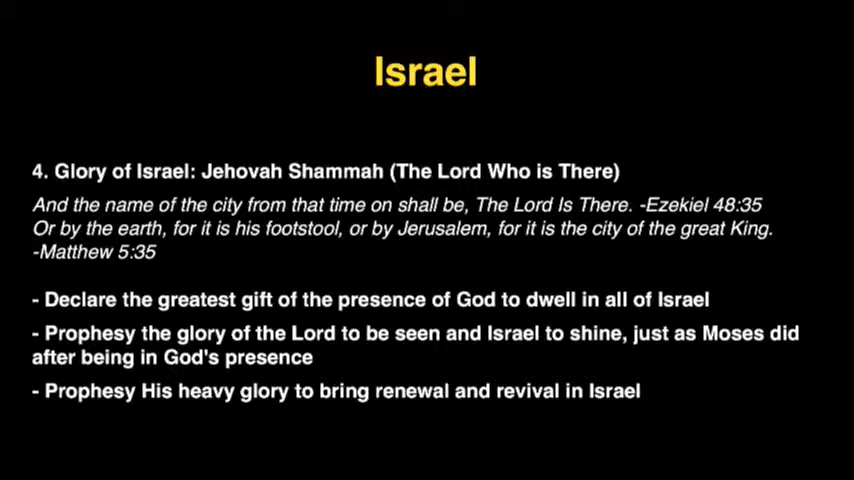 Israel
4. Glory of Israel: Jehovah Shammah (The Lord Who is There)
And the name of the city from that time on shall be, The Lord Is There. -Ezekiel 48:35
Or by the earth, for it is his footstool, or by Jerusalem, for it is the city of the great King.
-Matthew 5:35
- Declare the greatest gift of the presence of God to dwell in all of Israel
- Prophesy the glory of the Lord to be seen and Israel to shine, just as Moses did
after being in God's presence
- Prophesy His heavy glory to bring renewal and revival in Israel